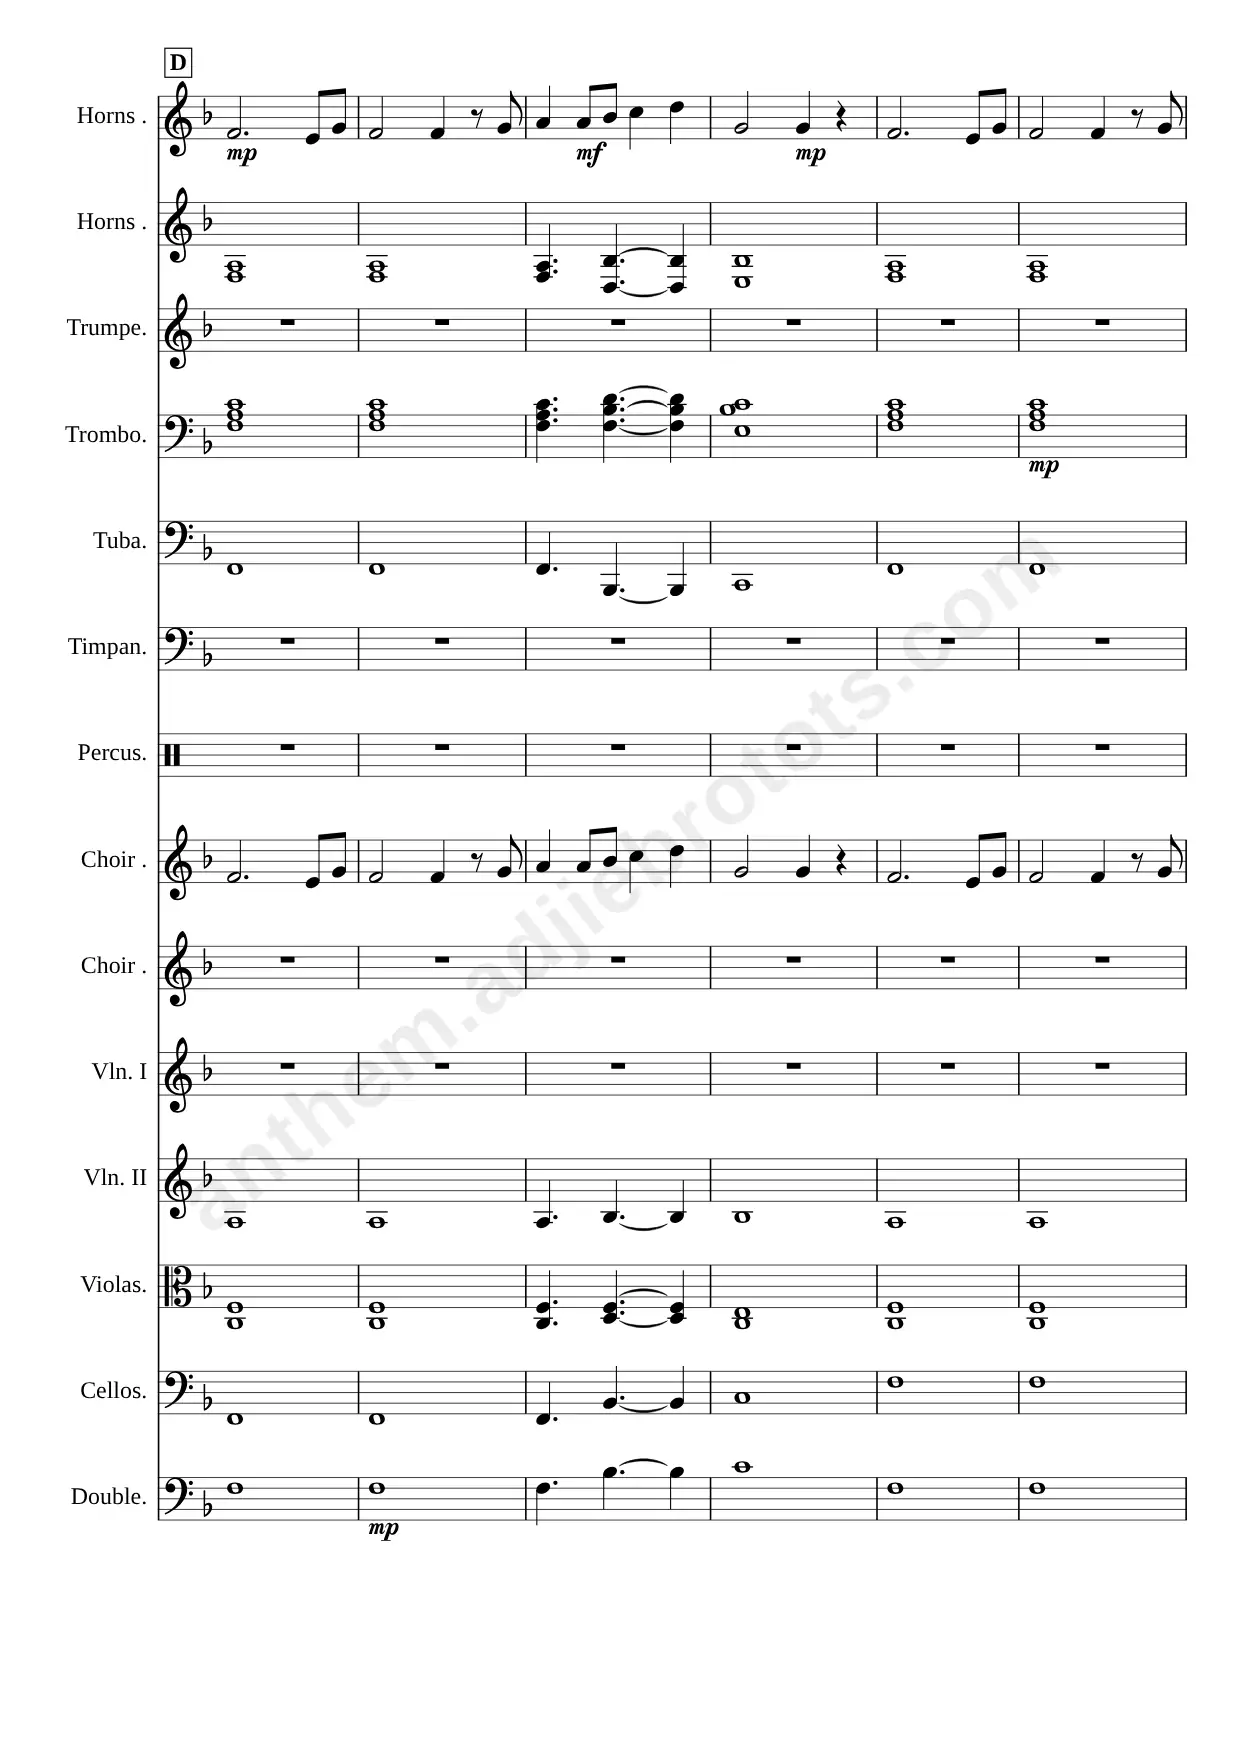 D
Horns .
mp
mf
mp
Horns .
Trumpe.
Trombo.
mp
Tuba.
Timpan.
Percus.
Choir .
Choir .
Vln. I
Vln. II
Violas.
Cellos.
Double.
mp
anthem.adjiebrotots.com